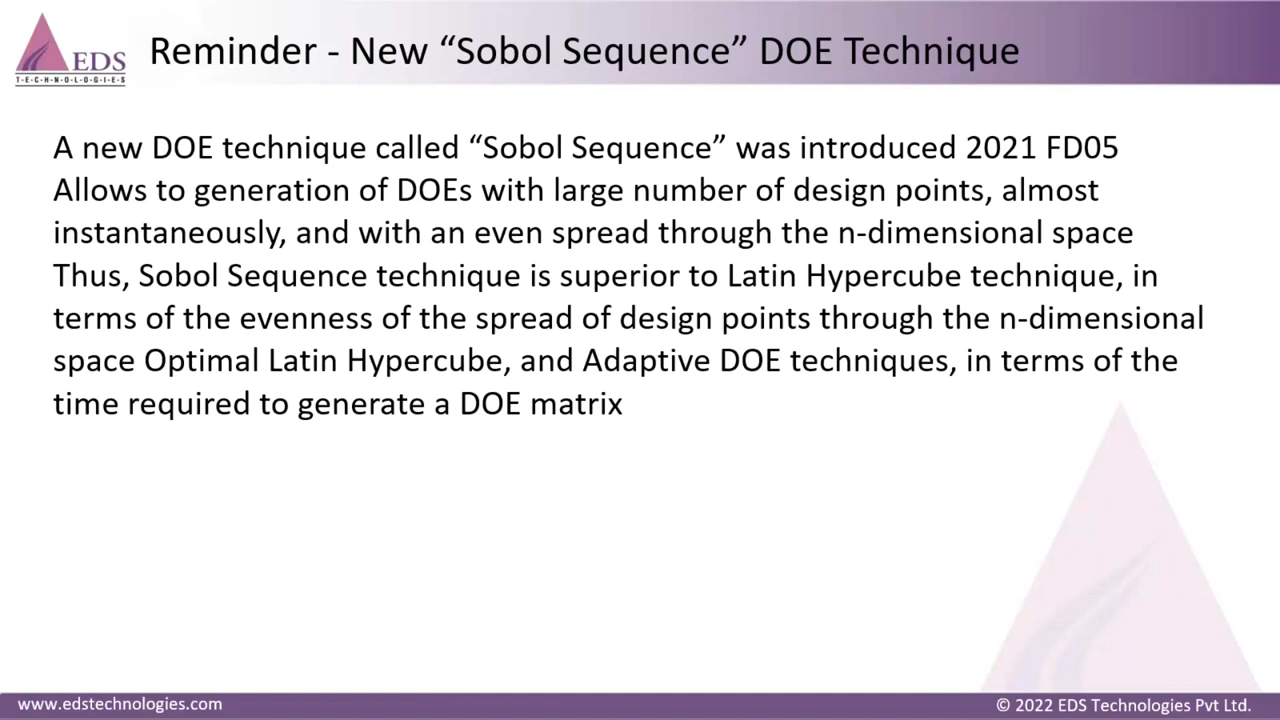 EDS
T·E·C·H·N·O·L·O·G·I·E·S
Reminder - New “Sobol Sequence” DOE Technique
A new DOE technique called “Sobol Sequence” was introduced 2021 FD05
Allows to generation of DOEs with large number of design points, almost
instantaneously, and with an even spread through the n-dimensional space
Thus, Sobol Sequence technique is superior to Latin Hypercube technique, in
terms of the evenness of the spread of design points through the n-dimensional
space Optimal Latin Hypercube, and Adaptive DOE techniques, in terms of the
time required to generate a DOE matrix
www.edstechnologies.com
© 2022 EDS Technologies Pvt Ltd.